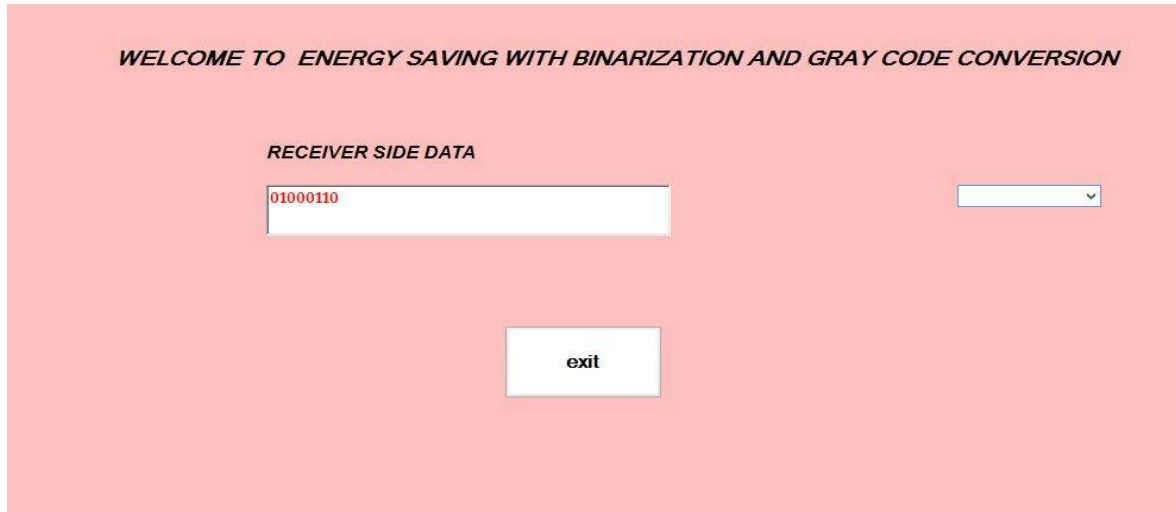 WELCOME TO ENERGY SAVING WITH BINARIZATION AND GRAY CODE CONVERSION
RECEIVER SIDE DATA
01000110
exit